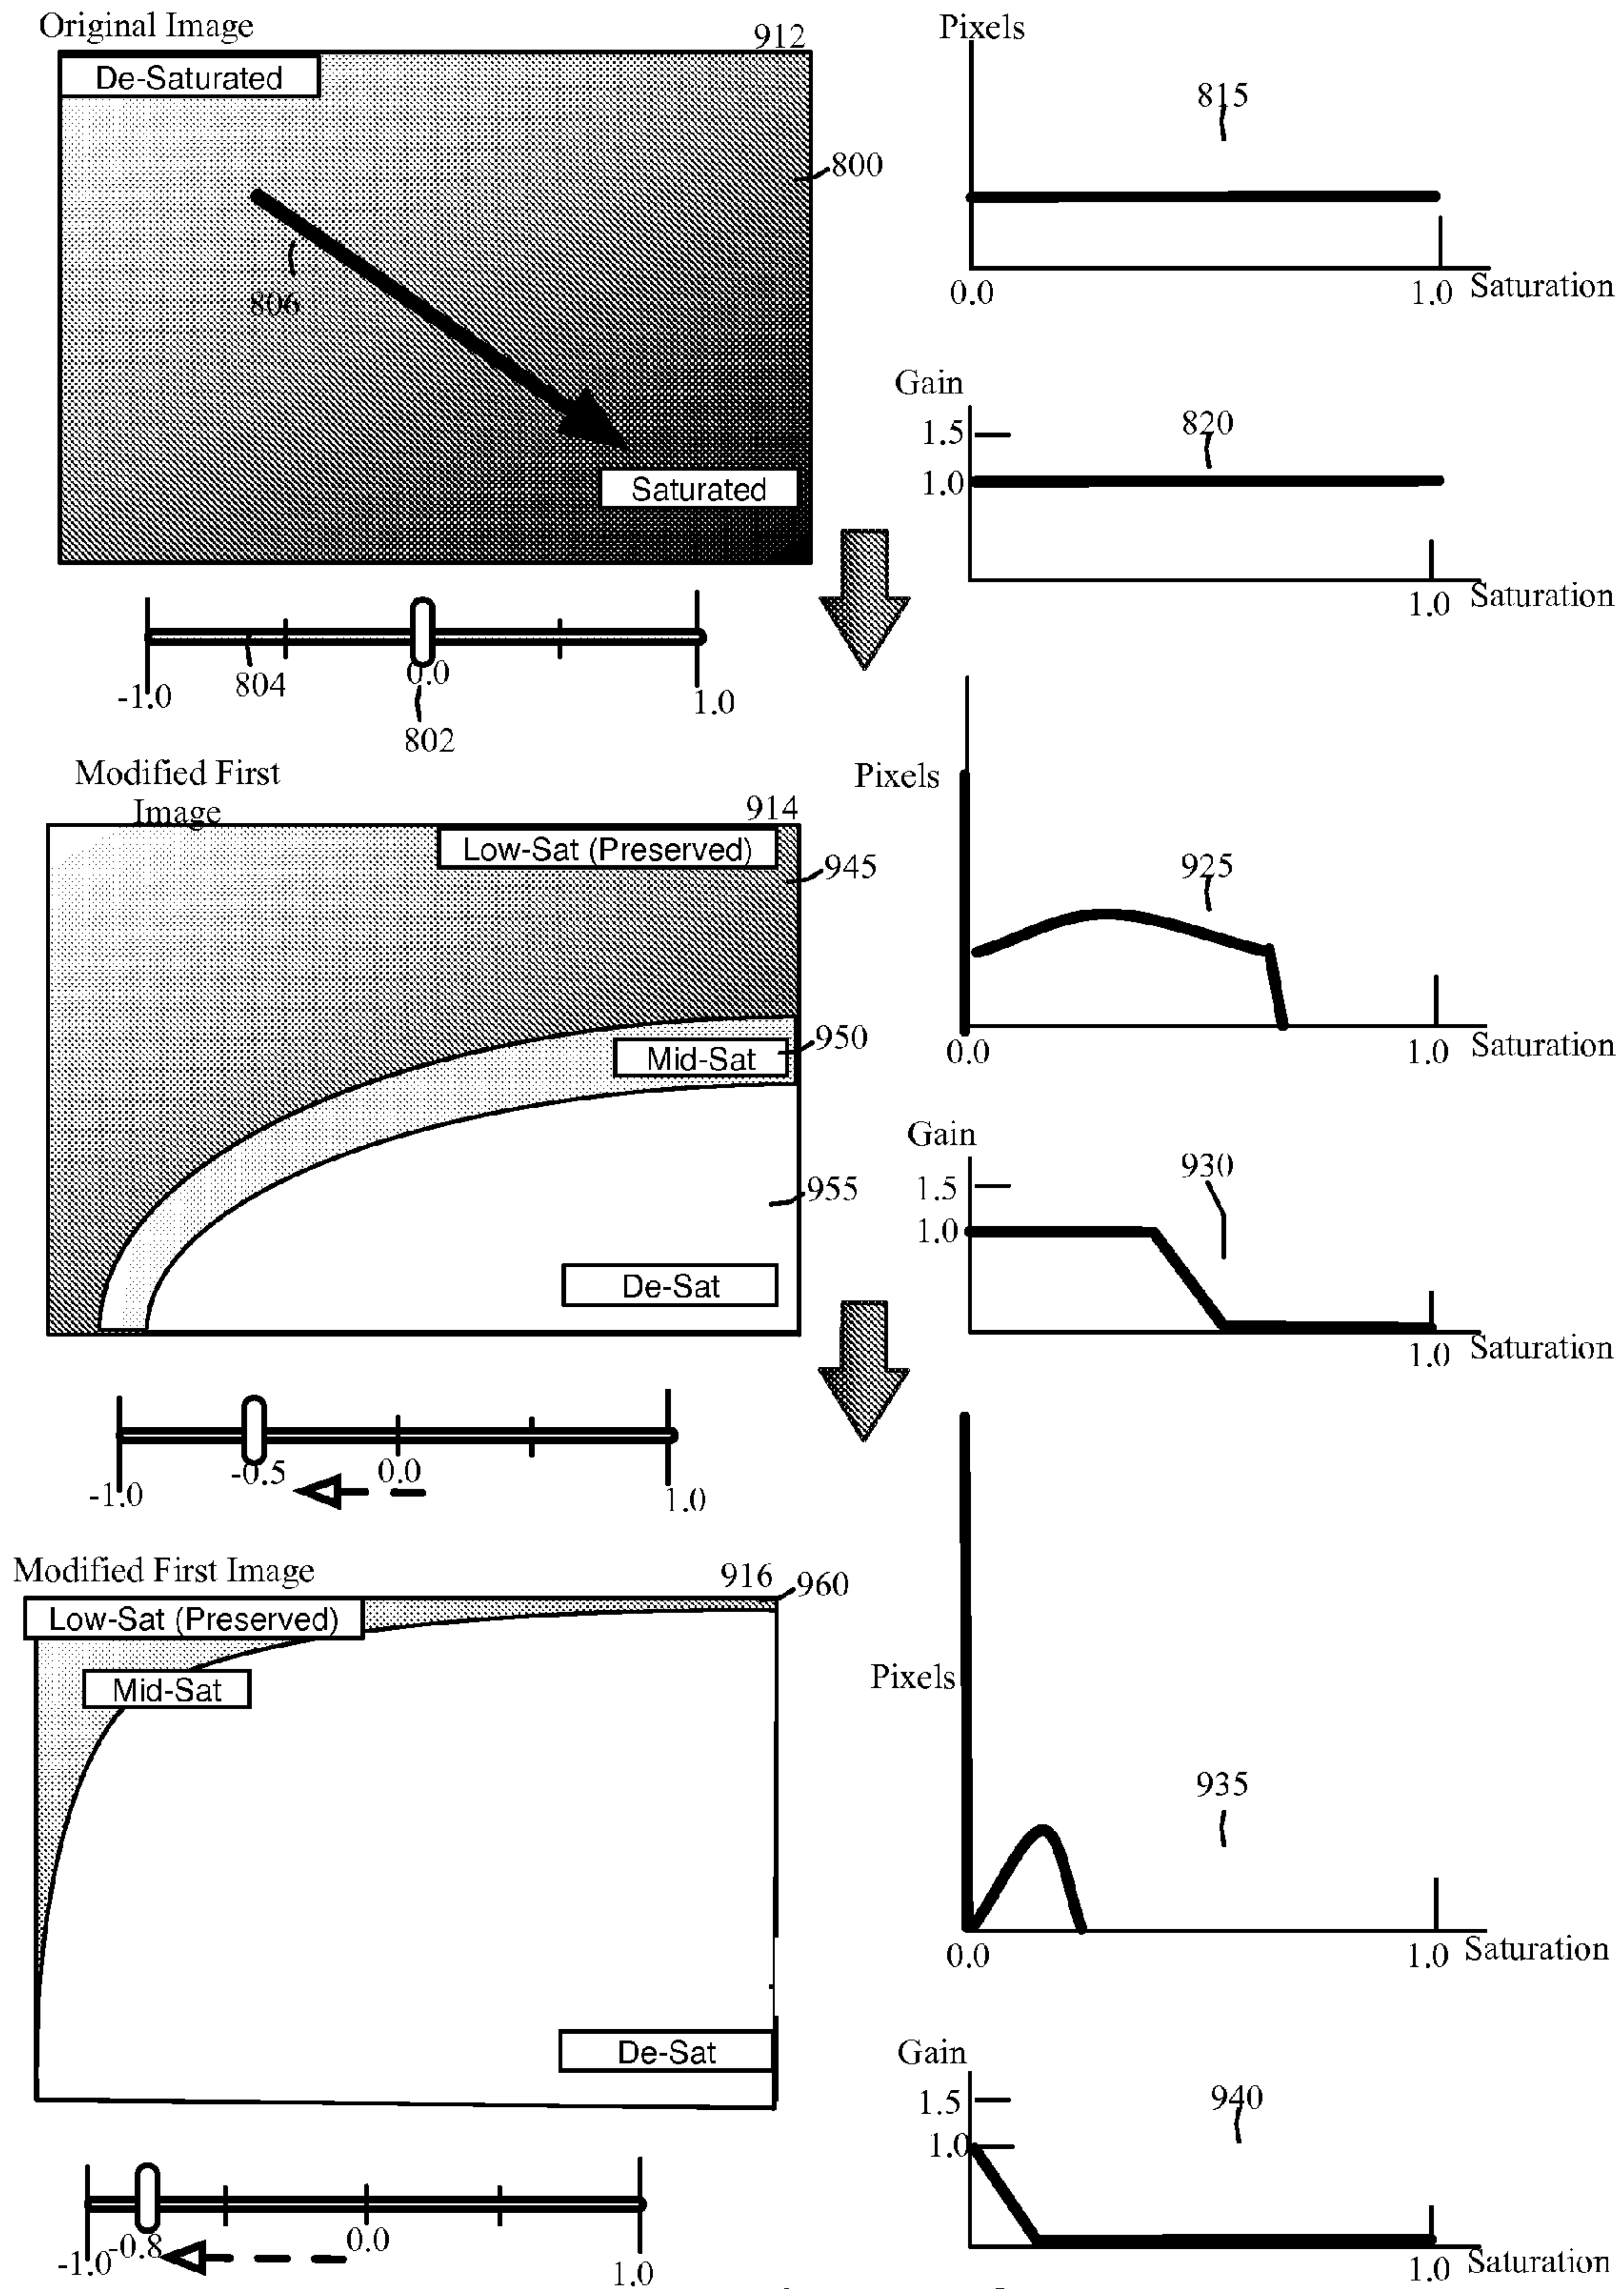 Original Image
912
De-Saturated
800
806
Saturated
-1.0
804
0.0
802
1.0
Pixels
815
0.0
1.0
Saturation
Gain
1.5
1.0
820
1.0
Saturation
Modified First
Image
914
Low-Sat (Preserved)
945
Mid-Sat
950
955
De-Sat
-1.0
-0.5
0.0
1.0
Pixels
925
0.0
1.0
Saturation
Gain
1.5
1.0
930
1.0
Saturation
Modified First Image
916
960
Low-Sat (Preserved)
Mid-Sat
De-Sat
-1.0
-0.8
0.0
1.0
Pixels
935
0.0
1.0
Saturation
Gain
1.5
1.0
940
1.0
Saturation